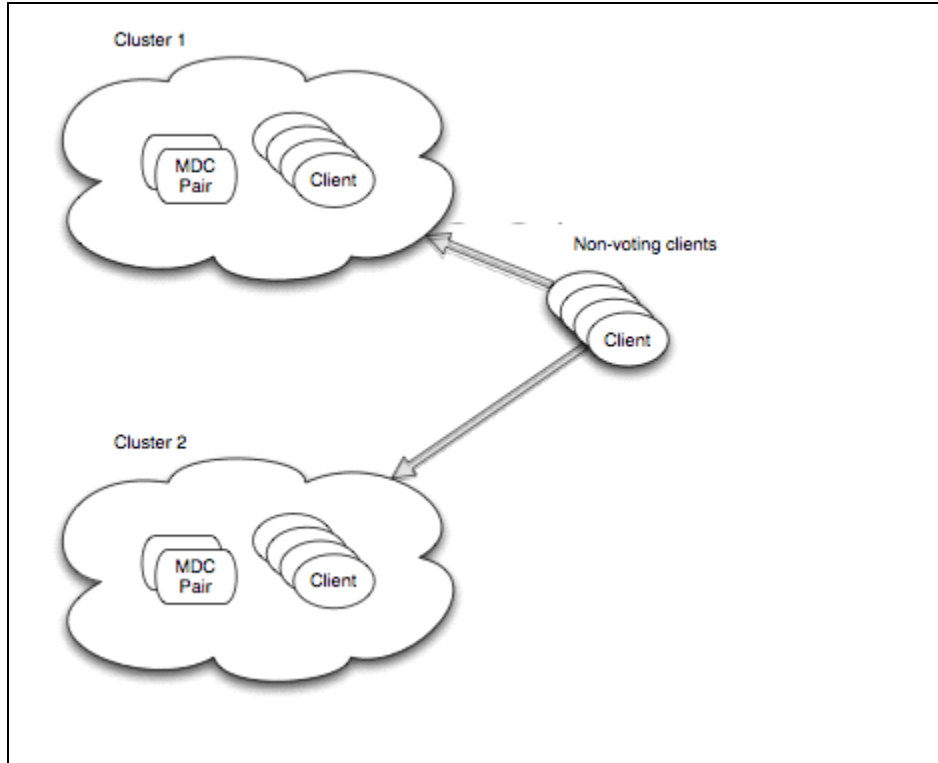 Cluster 1
MDC
Pair
Client
Non-voting clients
Client
Cluster 2
MDC
Pair
Client